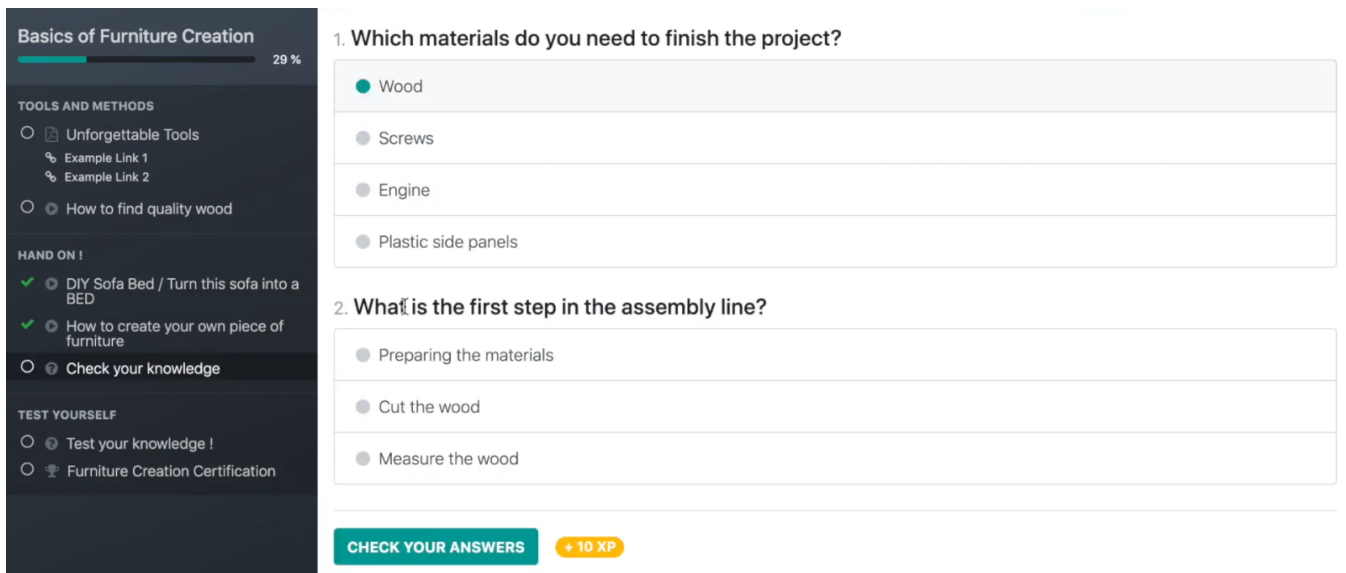 Basics of Furniture Creation
29 %
TOOLS AND METHODS
Unforgettable Tools
Example Link 1
Example Link 2
How to find quality wood
HAND ON !
DIY Sofa Bed / Turn this sofa into a
BED
How to create your own piece of
furniture
Check your knowledge
TEST YOURSELF
Test your knowledge !
Furniture Creation Certification
1. Which materials do you need to finish the project?
Wood
Screws
Engine
Plastic side panels
2. What is the first step in the assembly line?
Preparing the materials
Cut the wood
Measure the wood
CHECK YOUR ANSWERS
+ 10 XP